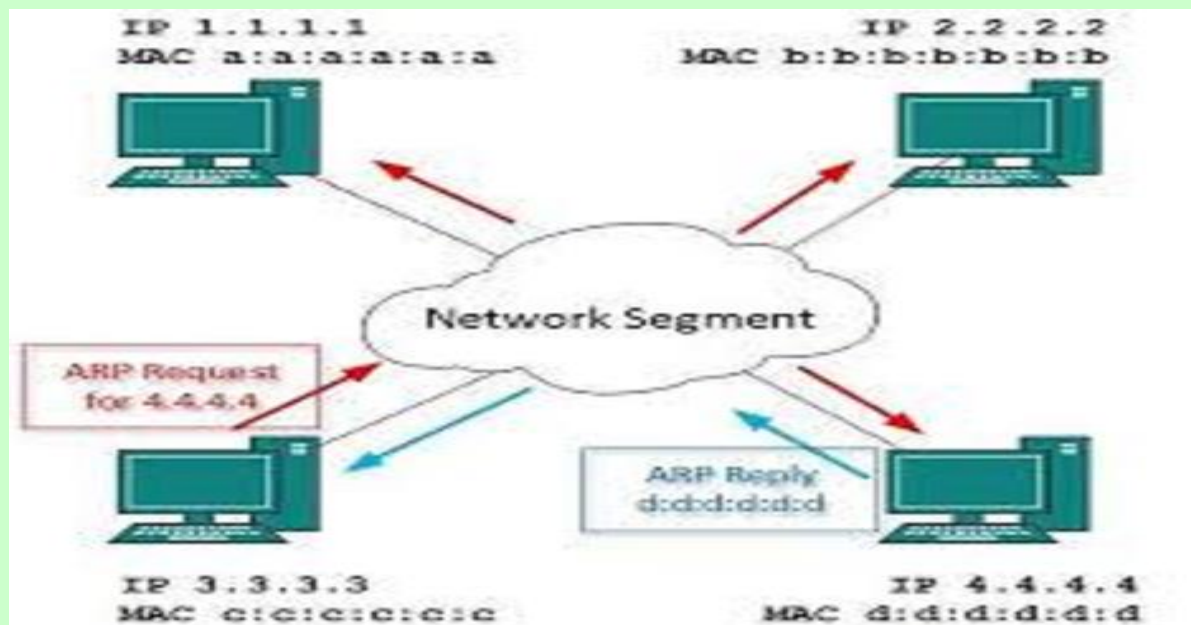 IP 1.1.1.1
MAC a:a:a:a:a:a
IP 2.2.2.2
MAC b:b:b:b:b:b
Network Segment
ARP Request
for 4.4.4.4
ARP Reply
d:d:d:d:d:d
IP 3.3.3.3
MAC c:c:c:c:c:c
IP 4.4.4.4
MAC d:d:d:d:d:d